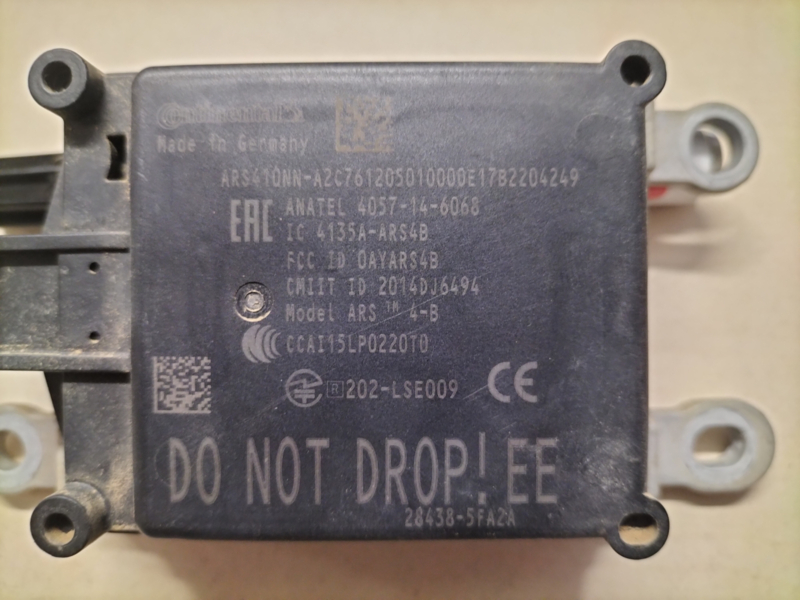 Continental
Made in Germany
ARS410NN-A2C761205010000E17B2204249
EAC ANATEL 4057-14-6068
IC 4135A-ARS4B
FCC ID OAYARS4B
CMIIT ID 2014DJ6494
Model ARS ™ 4-B
CCAI15LP0220T0
R 202-LSE009 CE
DO NOT DROP! EE
28438-5FA2A